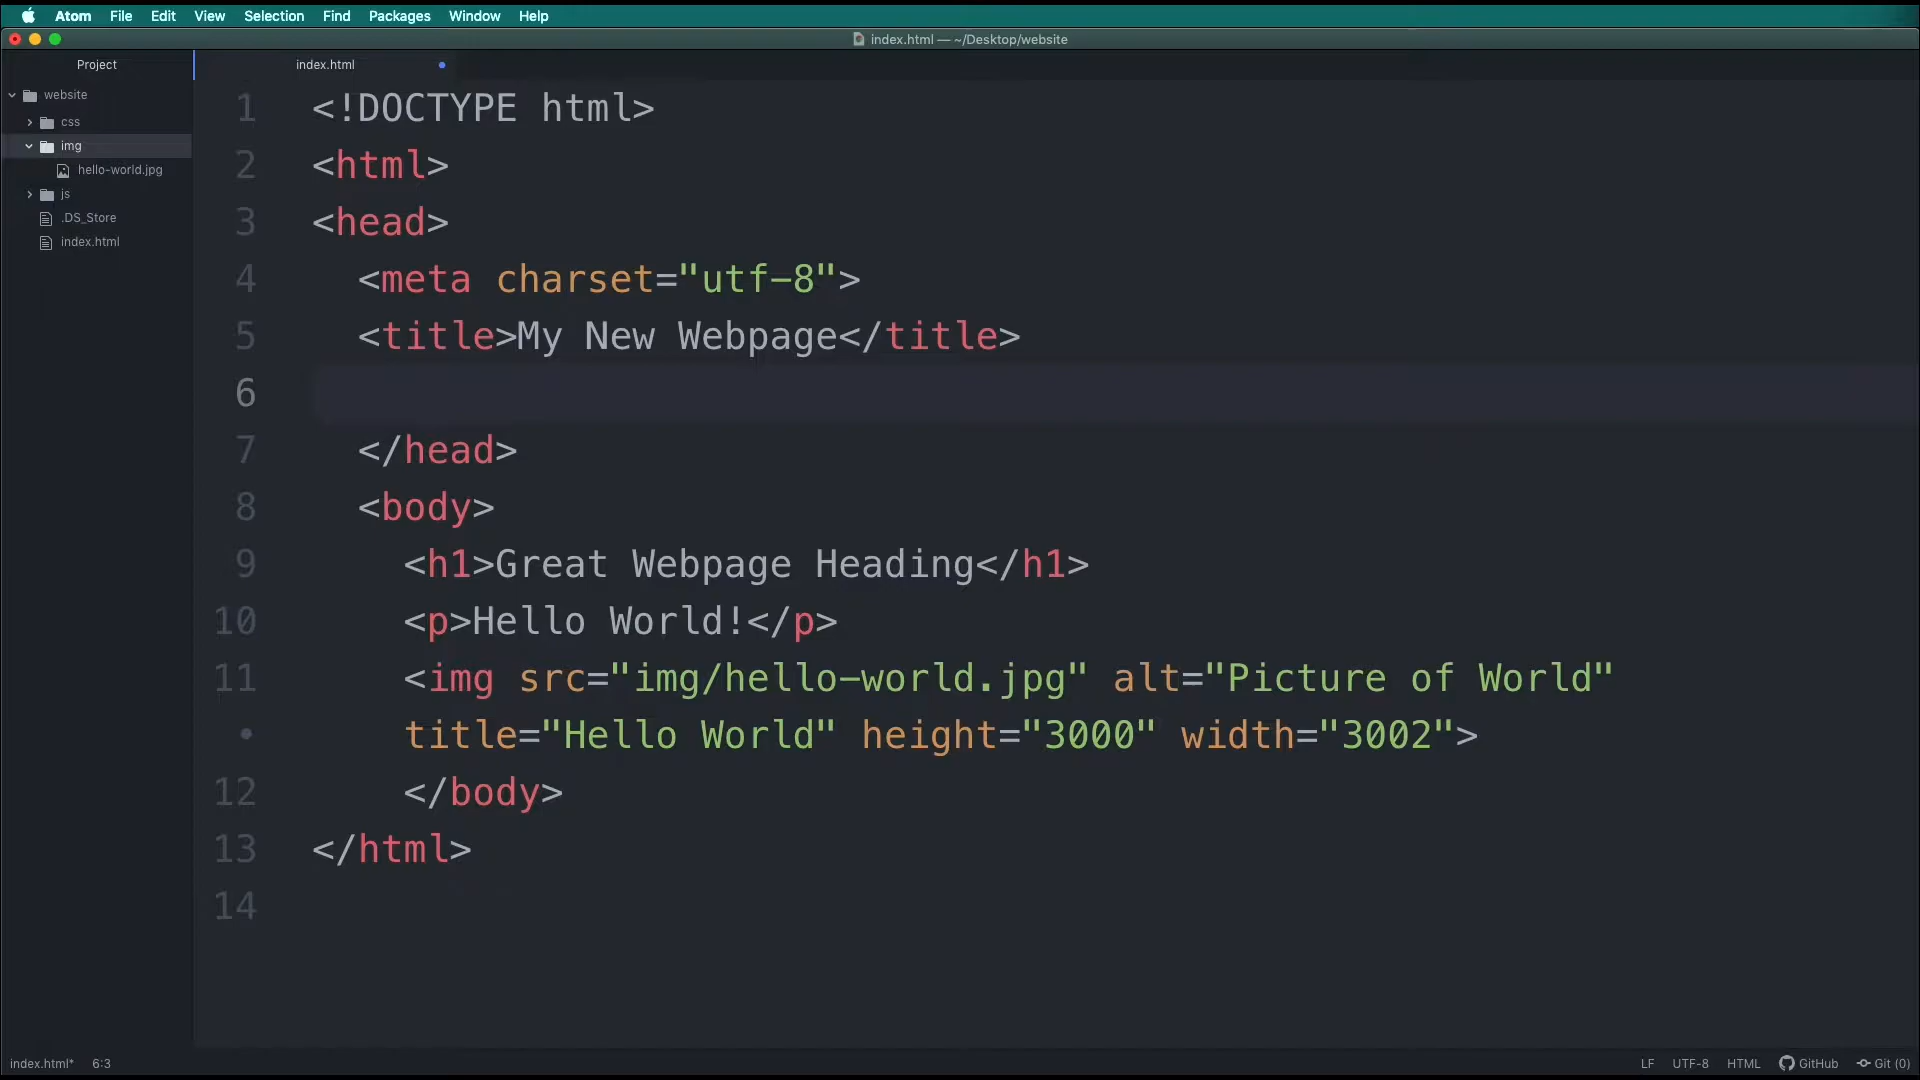 Atom File Edit View Selection Find Packages Window Help
index.html — ~/Desktop/website
Project
index.html
website
css
img
hello-world.jpg
js
.DS_Store
index.html
1 <!DOCTYPE html>
2 <html>
3 <head>
4 <meta charset="utf-8">
5 <title>My New Webpage</title>
6
7 </head>
8 <body>
9 <h1>Great Webpage Heading</h1>
10 <p>Hello World!</p>
11 <img src="img/hello-world.jpg" alt="Picture of World"
• title="Hello World" height="3000" width="3002">
12 </body>
13 </html>
14
index.html* 6:3 LF UTF-8 HTML GitHub Git (0)